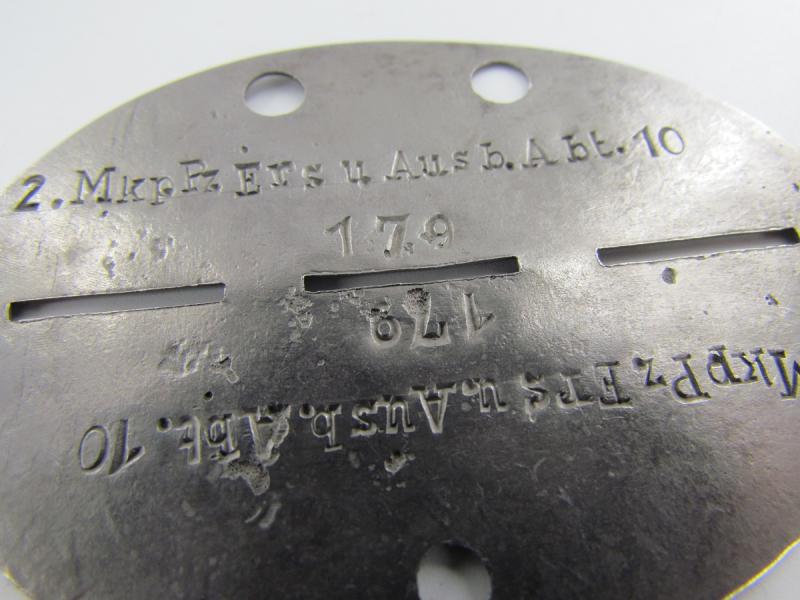 2. MkpPz Ers u Ausb. Abt. 10
179
179
MkpPz Ers u. Ausb. Abt. 10